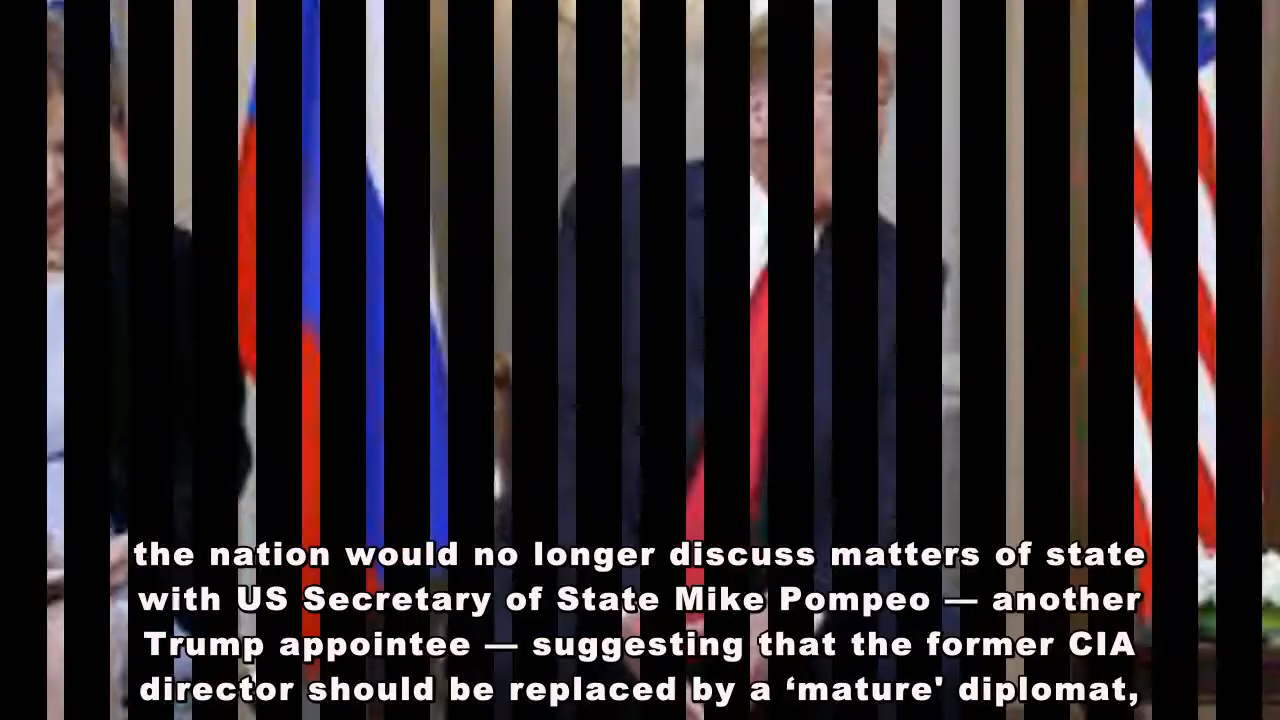 the nation would no longer discuss matters of state
with US Secretary of State Mike Pompeo — another
Trump appointee — suggesting that the former CIA
director should be replaced by a ‘mature' diplomat,